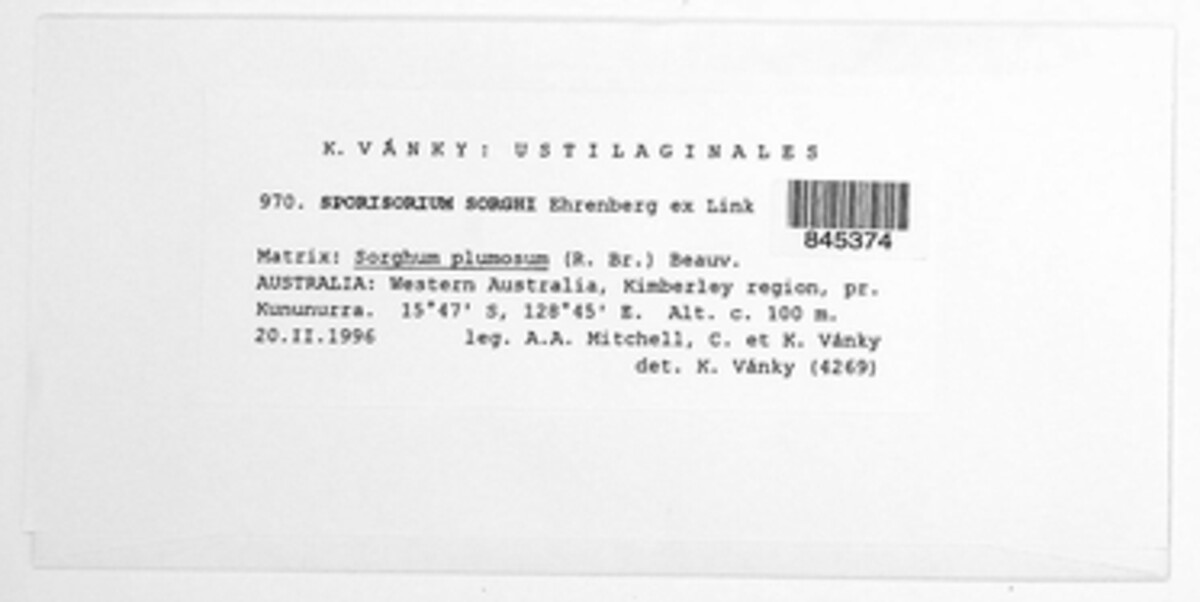 K. VÁNKY: USTILAGINALES
970. SPORISORIUM SORGHI Ehrenberg ex Link
845374
Matrix: Sorghum plumosum (R. Br.) Beauv.
AUSTRALIA: Western Australia, Kimberley region, pr.
Kununurra. 15°47' S, 128°45' E. Alt. c. 100 m.
20.II.1996 leg. A.A. Mitchell, C. et K. Vánky
det. K. Vánky (4269)